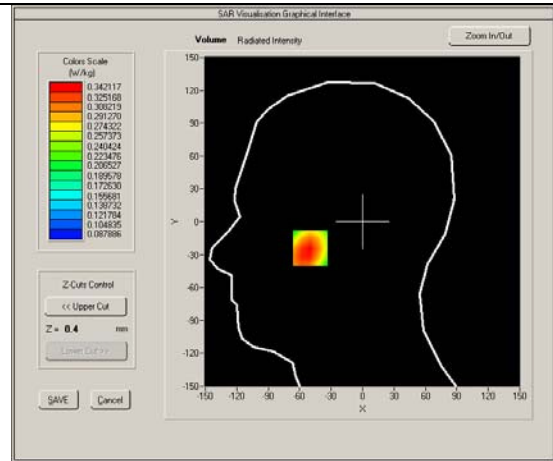 SAR Visualisation Graphical Interface
Volume Radiated Intensity
Zoom In/Out
Colors Scale
(W/kg)
0.342117
0.325168
0.308219
0.291270
0.274322
0.257373
0.240424
0.223476
0.206527
0.189578
0.172630
0.155681
0.138732
0.121784
0.104835
0.087886
Z-Cuts Control
<< Upper Cut
Z = 0.4 mm
Lower Cut >>
SAVE Cancel
150-
120-
90-
60-
30-
0-
-30-
-60-
-90-
-120-
-150-
Y
-150 -120 -90 -60 -30 0 30 60 90 120 150
X